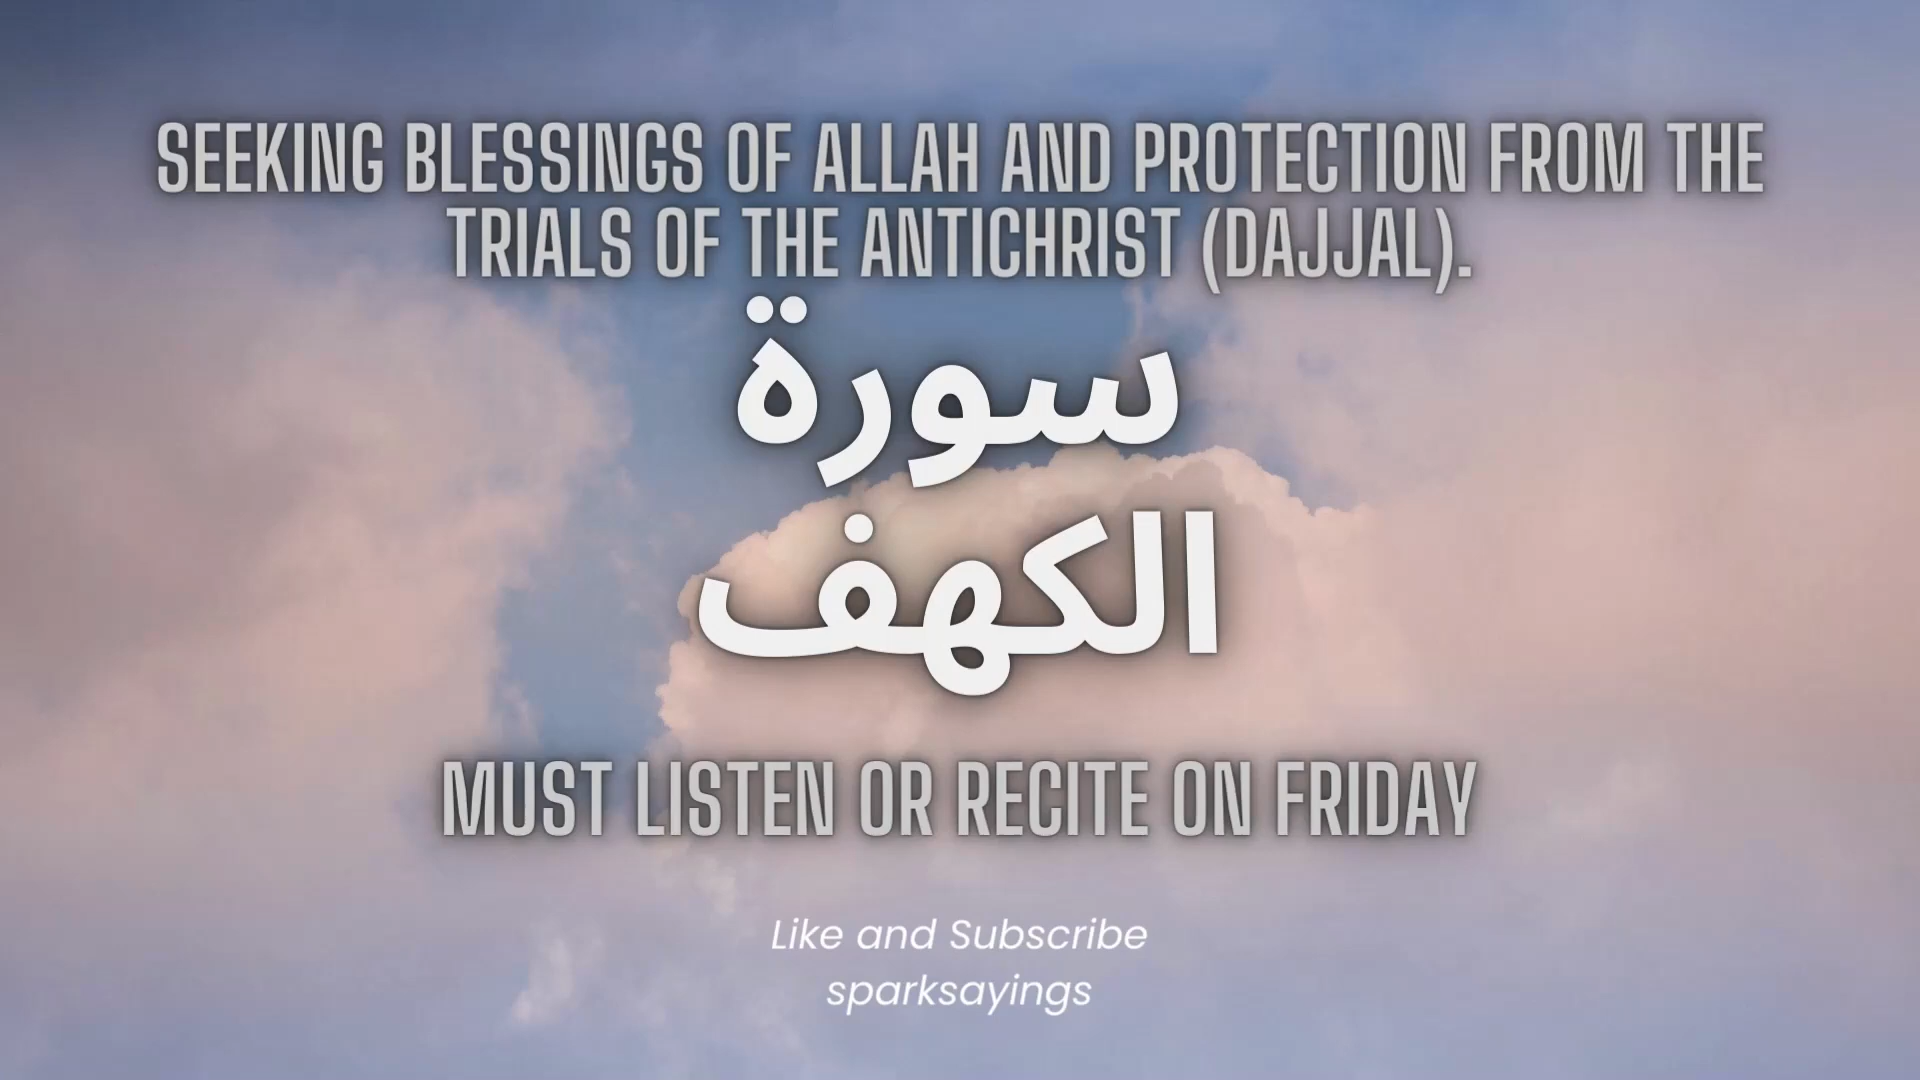 SEEKING BLESSINGS OF ALLAH AND PROTECTION FROM THE
TRIALS OF THE ANTICHRIST (DAJJAL).
سورة
الكهف
MUST LISTEN OR RECITE ON FRIDAY
Like and Subscribe
sparksayings